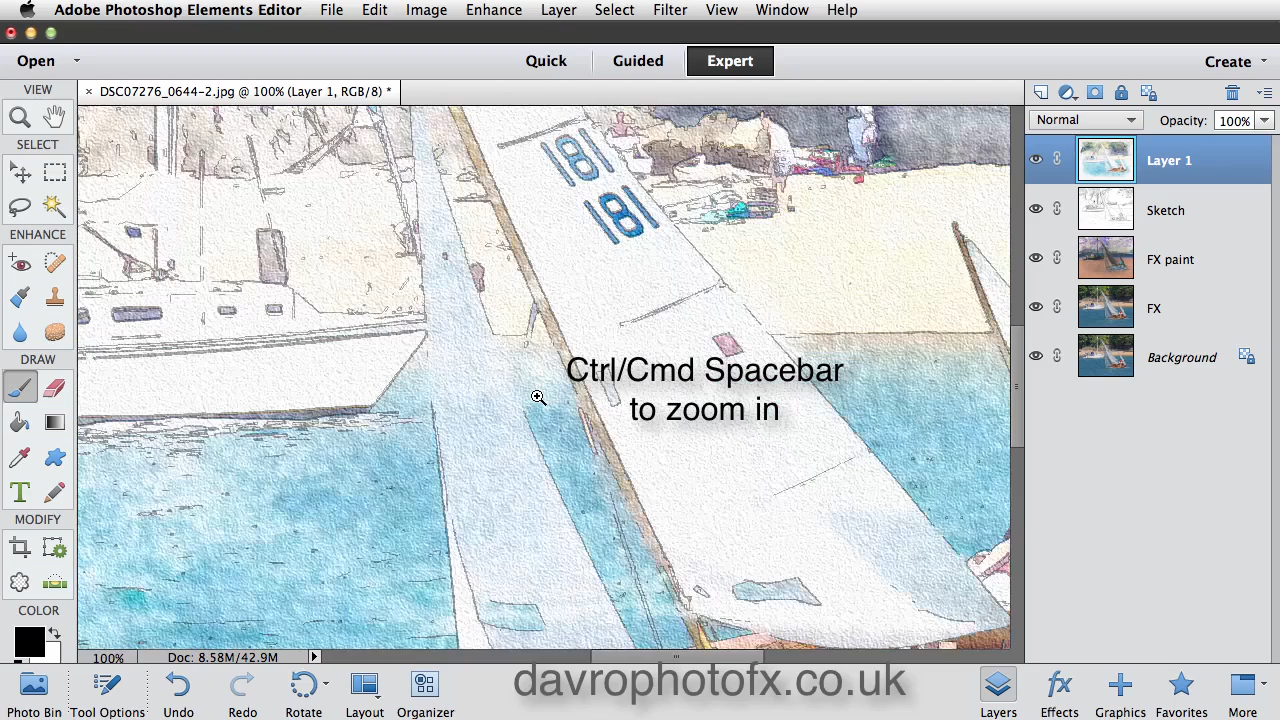 Adobe Photoshop Elements Editor File Edit Image Enhance Layer Select Filter View Window Help
Open Quick Guided Expert Create
VIEW
× DSC07276_0644-2.jpg @ 100% (Layer 1, RGB/8) *
Normal Opacity: 100%
SELECT
ENHANCE
DRAW
MODIFY
COLOR
181
181
Ctrl/Cmd Spacebar
to zoom in
Layer 1
Sketch
FX paint
FX
Background
T
100% Doc: 8.58M/42.9M
davrophotofx.co.uk
fx
Photo Bin Tool Options Undo Redo Rotate Layout Organizer Layers Effects Graphics Favorites More